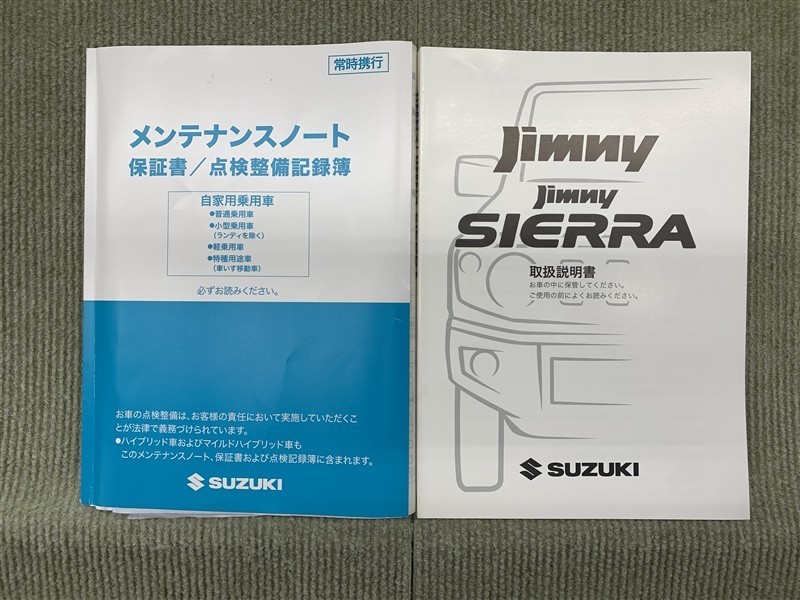 常時携行
メンテナンスノート
保証書／点検整備記録簿
自家用乗用車
●普通乗用車
●小型乗用車
(ランディを除く)
●軽乗用車
●特種用途車
(車いす移動車)
必ずお読みください。
お車の点検整備は、お客様の責任において実施していただくこ
とが法律で義務づけられています。
●ハイブリッド車およびマイルドハイブリッド車も
このメンテナンスノート、保証書および点検記録簿に含まれます。
SUZUKI
Jimny
Jimny
SIERRA
取扱説明書
お車の中に保管してください。
ご使用の前によくお読みください。
SUZUKI